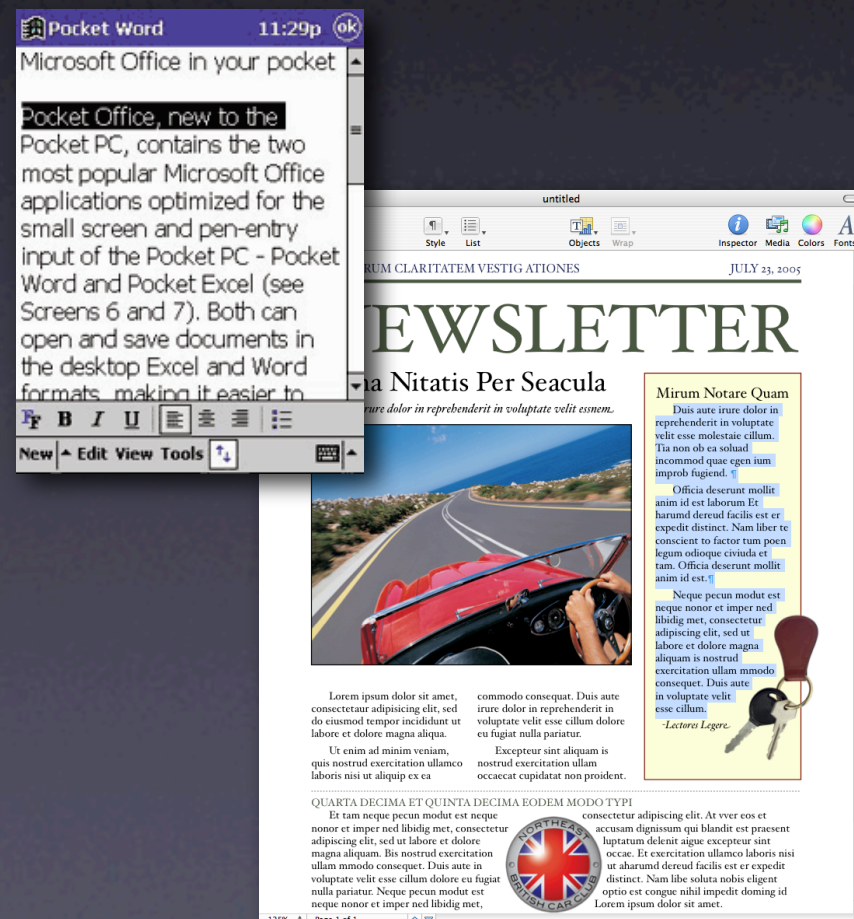 Pocket Word 11:29p ok
Microsoft Office in your pocket
Pocket Office, new to the
Pocket PC, contains the two
most popular Microsoft Office
applications optimized for the
small screen and pen-entry
input of the Pocket PC - Pocket
Word and Pocket Excel (see
Screens 6 and 7). Both can
open and save documents in
the desktop Excel and Word
formats, making it easier to
FF B I U
New Edit View Tools
untitled
Style List Objects Wrap Inspector Media Colors Fonts
RUM CLARITATEM VESTIG ATIONES JULY 23, 2005
EWSLETTER
a Nitatis Per Seacula
rure dolor in reprehenderit in voluptate velit essnem.
Mirum Notare Quam
Duis aute irure dolor in
reprehenderit in voluptate
velit esse molestaie cillum.
Tia non ob ea soluad
incommod quae egen ium
improb fugiend. ¶
Officia deserunt mollit
anim id est laborum Et
harumd dereud facilis est er
expedit distinct. Nam liber te
conscient to factor tum poen
legum odioque civiuda et
tam. Officia deserunt mollit
anim id est.¶
Neque pecun modut est
neque nonor et imper ned
libidig met, consectetur
adipiscing elit, sed ut
labore et dolore magna
aliquam is nostrud
exercitation ullam mmodo
consequet. Duis aute
in voluptate velit
esse cillum.
-Lectores Legere.
Lorem ipsum dolor sit amet,
consectetaur adipisicing elit, sed
do eiusmod tempor incididunt ut
labore et dolore magna aliqua.
Ut enim ad minim veniam,
quis nostrud exercitation ullamco
laboris nisi ut aliquip ex ea
commodo consequat. Duis aute
irure dolor in reprehenderit in
voluptate velit esse cillum dolore
eu fugiat nulla pariatur.
Excepteur sint aliquam is
nostrud exercitation ullam
occaecat cupidatat non proident.
QUARTA DECIMA ET QUINTA DECIMA EODEM MODO TYPI
Et tam neque pecun modut est neque
nonor et imper ned libidig met, consectetur
adipiscing elit, sed ut labore et dolore
magna aliquam. Bis nostrud exercitation
ullam mmodo consequet. Duis aute in
voluptate velit esse cillum dolore eu fugiat
nulla pariatur. Neque pecun modut est
neque nonor et imper ned libidig met,
NORTHEAST
BRITISH CAR CLUB
consectetur adipiscing elit. At vver eos et
accusam dignissum qui blandit est praesent
luptatum delenit aigue excepteur sint
occae. Et exercitation ullamco laboris nisi
ut aharumd dereud facilis est er expedit
distinct. Nam libe soluta nobis eligent
optio est congue nihil impedit doming id
Lorem ipsum dolor sit amet.
125% Page 1 of 1